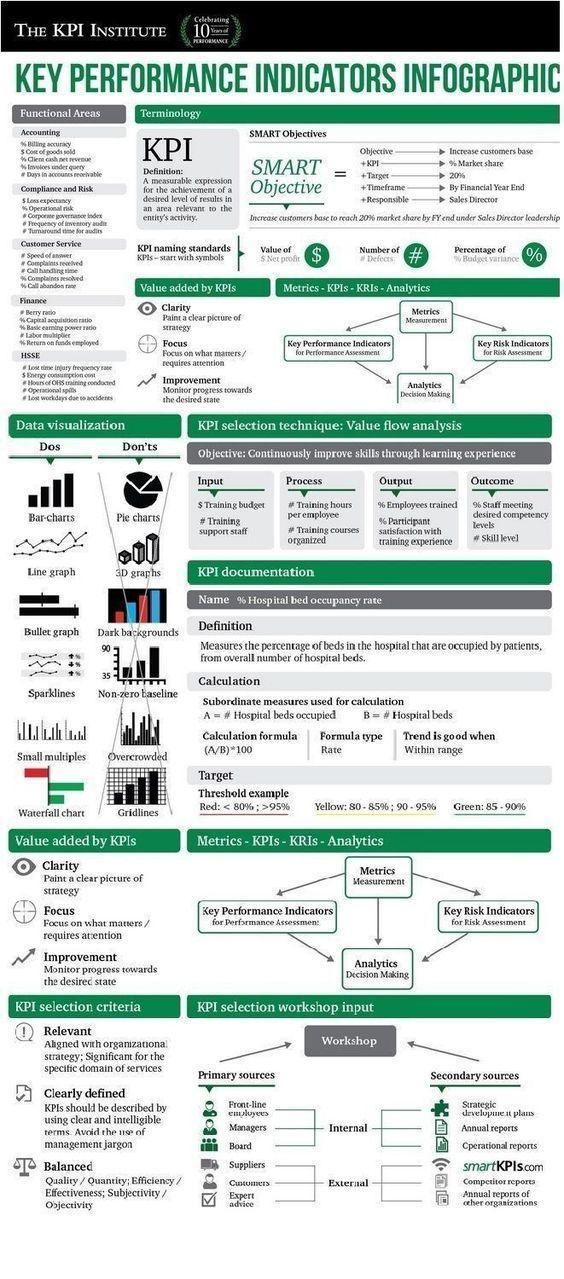 THE KPI INSTITUTE
Celebrating
10 Years of
PERFORMANCE
KEY PERFORMANCE INDICATORS INFOGRAPHIC
Functional Areas
Accounting
% Billing accuracy
$ Cost of goods sold
% Client cash net revenue
% Invoices under query
# Days in accounts receivable
Compliance and Risk
$ Loss expectancy
% Operational risk
# Corporate governance index
# Frequency of inventory audit
# Turnaround time for audits
Customer Service
# Speed of answer
# Complaints received
# Call handling time
% Complaints resolved
% Call abandon rate
Finance
# Berry ratio
% Capital acquisition ratio
% Basic earning power ratio
# Labor multiplier
% Return on funds employed
HSSE
# Lost time injury frequency rate
$ Energy consumption cost
# Hours of OHS training conducted
# Operational spills
# Lost workdays due to accidents
Terminology
KPI
Definition:
A measurable expression
for the achievement of a
desired level of results in
an area relevant to the
entity's activity.
SMART Objectives
SMART
Objective
=
Objective
Increase customers base
+KPI
% Market share
+Target
20%
+Timeframe
By Financial Year End
+Responsible
Sales Director
Increase customers base to reach 20% market share by FY end under Sales Director leadership
KPI naming standards
KPIs – start with symbols
Value of
$ Net profit
$
Number of
# Defects
#
Percentage of
% Budget variance
%
Value added by KPIs
Clarity
Paint a clear picture of
strategy
Focus
Focus on what matters /
requires attention
Improvement
Monitor progress towards
the desired state
Metrics - KPIs - KRIs - Analytics
Metrics
Measurement
Key Performance Indicators
for Performance Assessment
Key Risk Indicators
for Risk Assessment
Analytics
Decision Making
Data visualization
Dos
Don'ts
Bar-charts
Pie charts
Line graph
3D graphs
Bullet graph
Dark backgrounds
%
%
%
90
35
Sparklines
Non-zero baseline
Small multiples
Overcrowded
Waterfall chart
Gridlines
KPI selection technique: Value flow analysis
Objective: Continuously improve skills through learning experience
Input
$ Training budget
# Training
support staff
Process
# Training hours
per employee
# Training courses
organized
Output
% Employees trained
% Participant
satisfaction with
training experience
Outcome
% Staff meeting
desired competency
levels
# Skill level
KPI documentation
Name % Hospital bed occupancy rate
Definition
Measures the percentage of beds in the hospital that are occupied by patients,
from overall number of hospital beds.
Calculation
Subordinate measures used for calculation
A = # Hospital beds occupied B = # Hospital beds
Calculation formula
(A/B)*100
Formula type
Rate
Trend is good when
Within range
Target
Threshold example
Red: < 80% ; >95% Yellow: 80 - 85% ; 90 - 95% Green: 85 - 90%
Value added by KPIs
Clarity
Paint a clear picture of
strategy
Focus
Focus on what matters /
requires attention
Improvement
Monitor progress towards
the desired state
Metrics - KPIs - KRIs - Analytics
Metrics
Measurement
Key Performance Indicators
for Performance Assessment
Key Risk Indicators
for Risk Assessment
Analytics
Decision Making
KPI selection criteria
Relevant
Aligned with organizational
strategy; Significant for the
specific domain of services
Clearly defined
KPIs should be described by
using clear and intelligible
terms. Avoid the use of
management jargon
Balanced
Quality / Quantity; Efficiency /
Effectiveness; Subjectivity /
Objectivity
KPI selection workshop input
Workshop
Primary sources
Front-line
employees
Managers
Board
Suppliers
Customers
Expert
advice
Internal
External
Secondary sources
Strategic
development plans
Annual reports
Operational reports
smartKPIs.com
Competitor reports
Annual reports of
other organizations